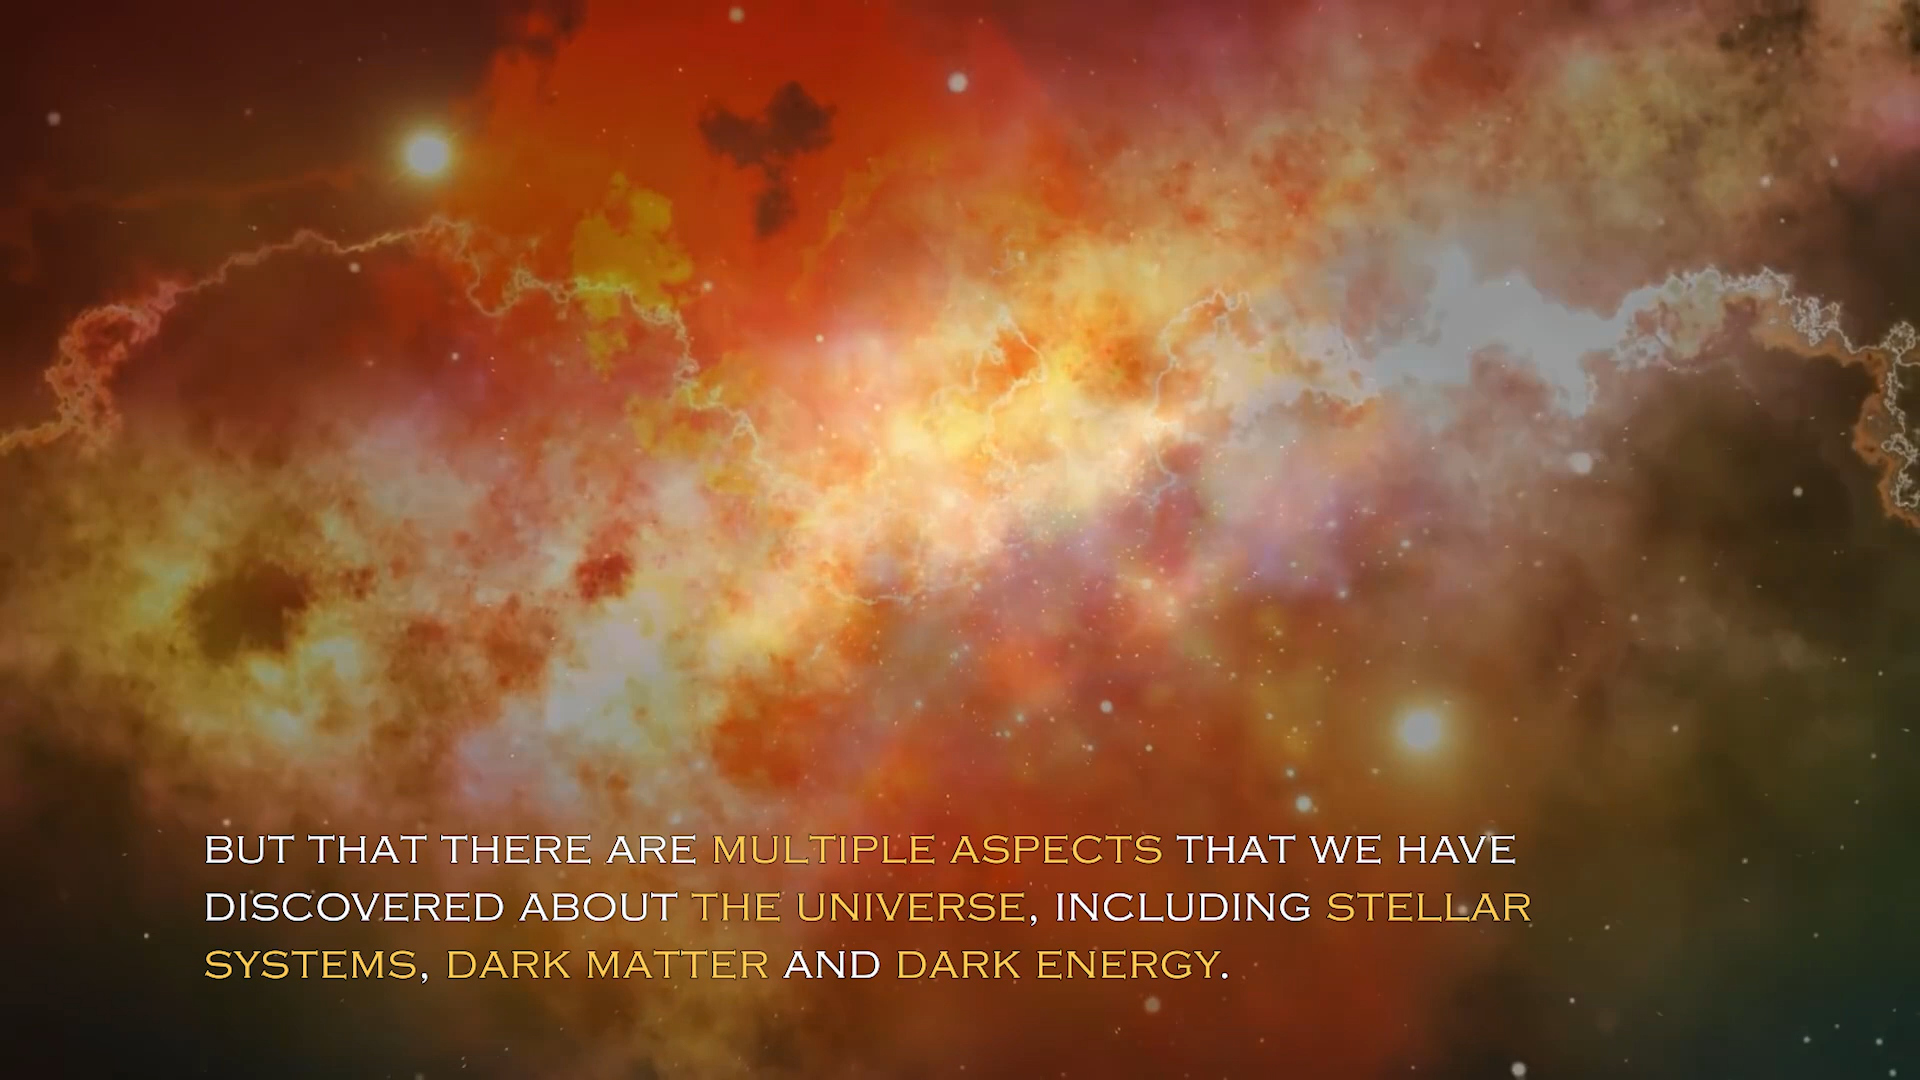 BUT THAT THERE ARE MULTIPLE ASPECTS THAT WE HAVE
DISCOVERED ABOUT THE UNIVERSE, INCLUDING STELLAR
SYSTEMS, DARK MATTER AND DARK ENERGY.